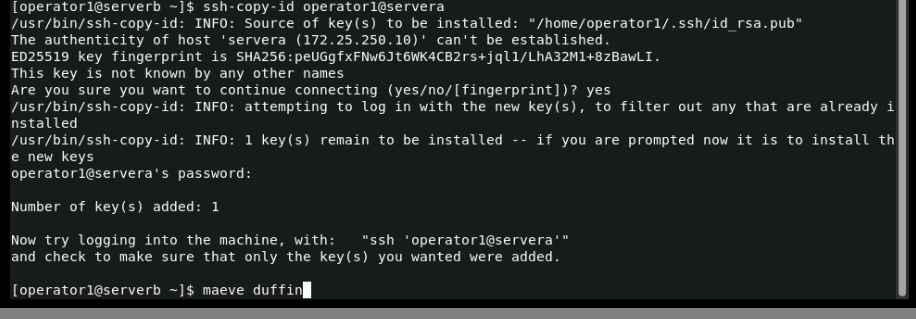 [operator1@serverb ~]$ ssh-copy-id operator1@servera
/usr/bin/ssh-copy-id: INFO: Source of key(s) to be installed: "/home/operator1/.ssh/id_rsa.pub"
The authenticity of host 'servera (172.25.250.10)' can't be established.
ED25519 key fingerprint is SHA256:peUGgfxFNw6Jt6WK4CB2rs+jql1/LhA32M1+8zBawLI.
This key is not known by any other names
Are you sure you want to continue connecting (yes/no/[fingerprint])? yes
/usr/bin/ssh-copy-id: INFO: attempting to log in with the new key(s), to filter out any that are already i
nstalled
/usr/bin/ssh-copy-id: INFO: 1 key(s) remain to be installed -- if you are prompted now it is to install th
e new keys
operator1@servera's password:
Number of key(s) added: 1
Now try logging into the machine, with:   "ssh 'operator1@servera'"
and check to make sure that only the key(s) you wanted were added.
[operator1@serverb ~]$ maeve duffin